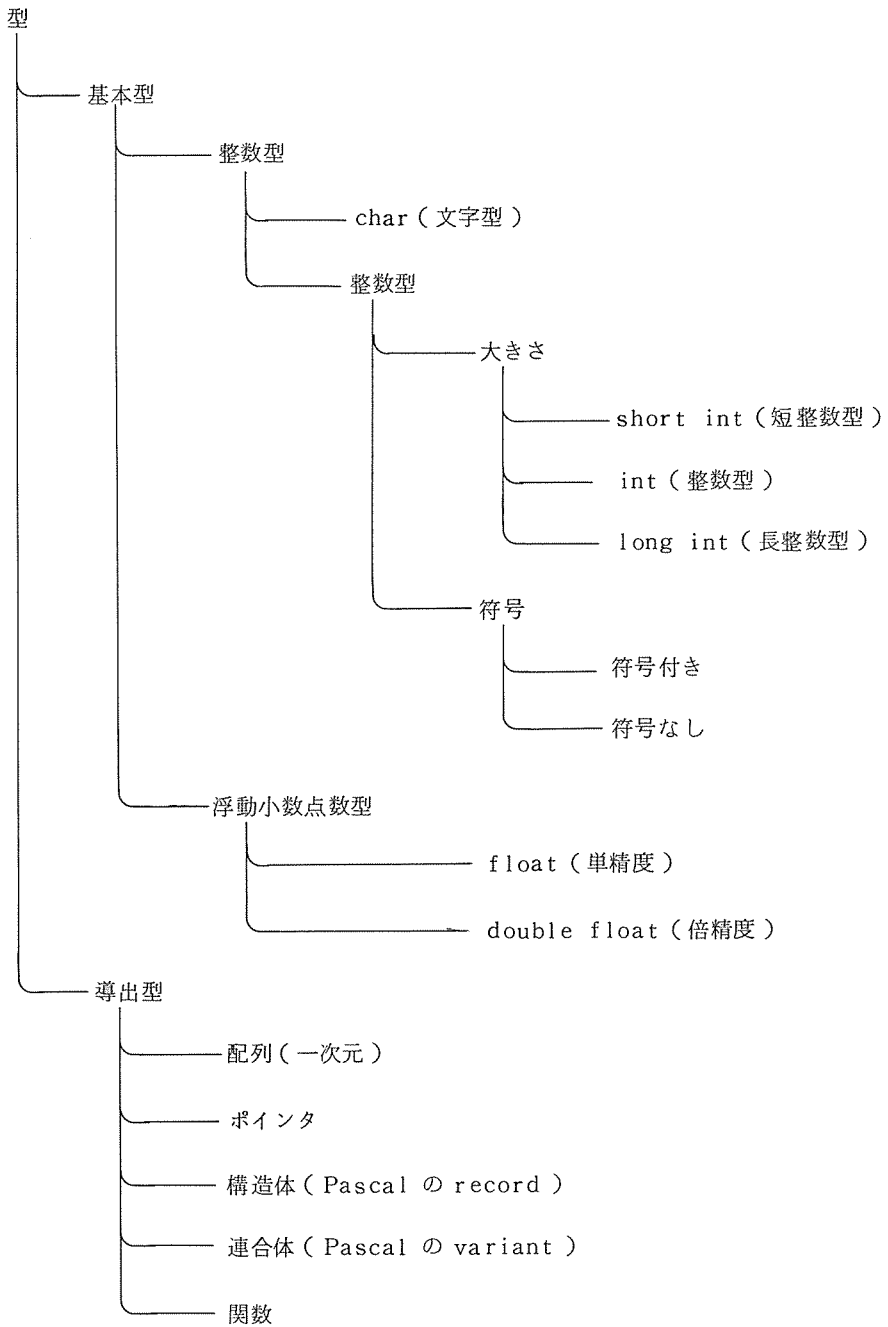 型
基本型
整数型
char（文字型）
整数型
大きさ
short int（短整数型）
int（整数型）
long int（長整数型）
符号
符号付き
符号なし
浮動小数点数型
float（単精度）
double float（倍精度）
導出型
配列（一次元）
ポインタ
構造体（Pascal の record）
連合体（Pascal の variant）
関数